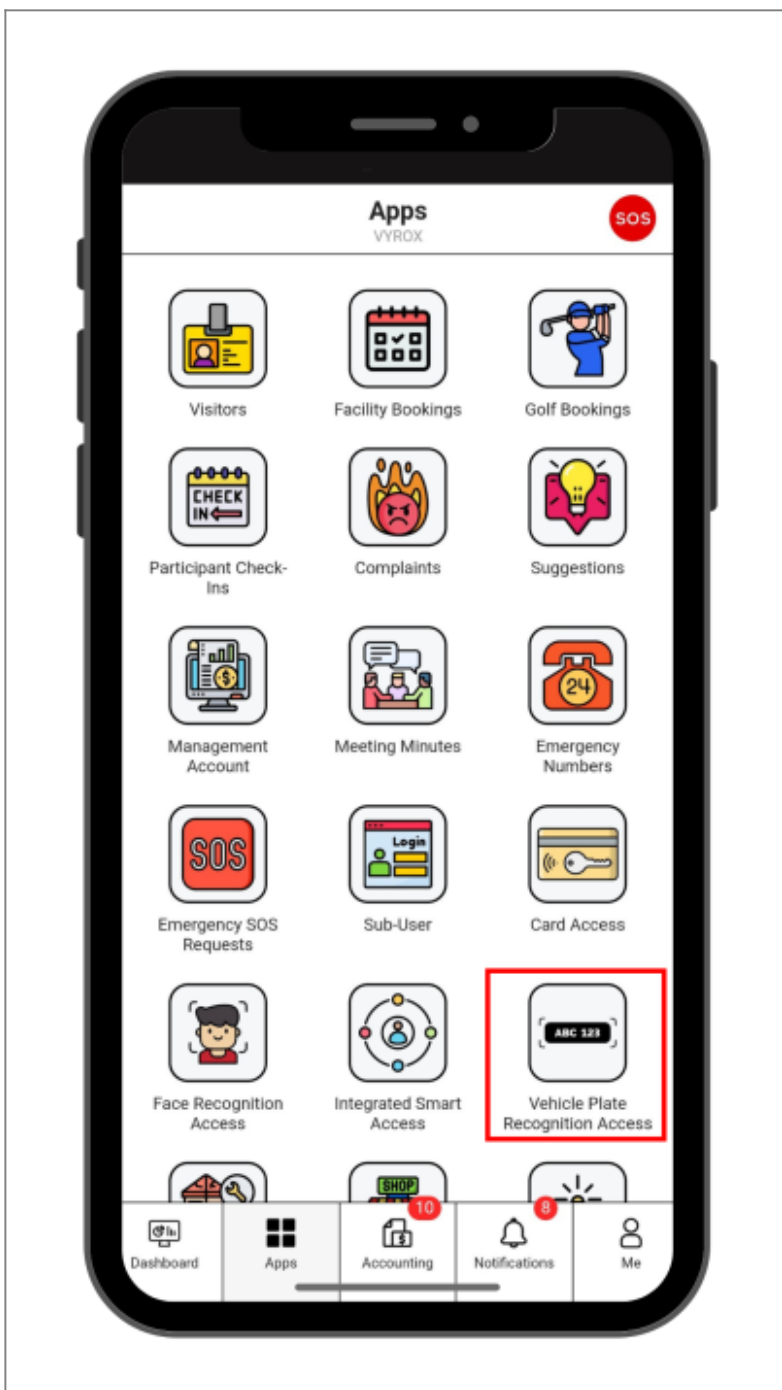 Apps
VYROX
SOS
Visitors
Facility Bookings
Golf Bookings
CHECK
IN
Participant Check-
Ins
Complaints
Suggestions
$
Management
Account
Meeting Minutes
24
Emergency
Numbers
SOS
Emergency SOS
Requests
Login
Sub-User
Card Access
Face Recognition
Access
Integrated Smart
Access
ABC 123
Vehicle Plate
Recognition Access
SHOP
Dashboard
Apps
10
$
Accounting
8
Notifications
Me